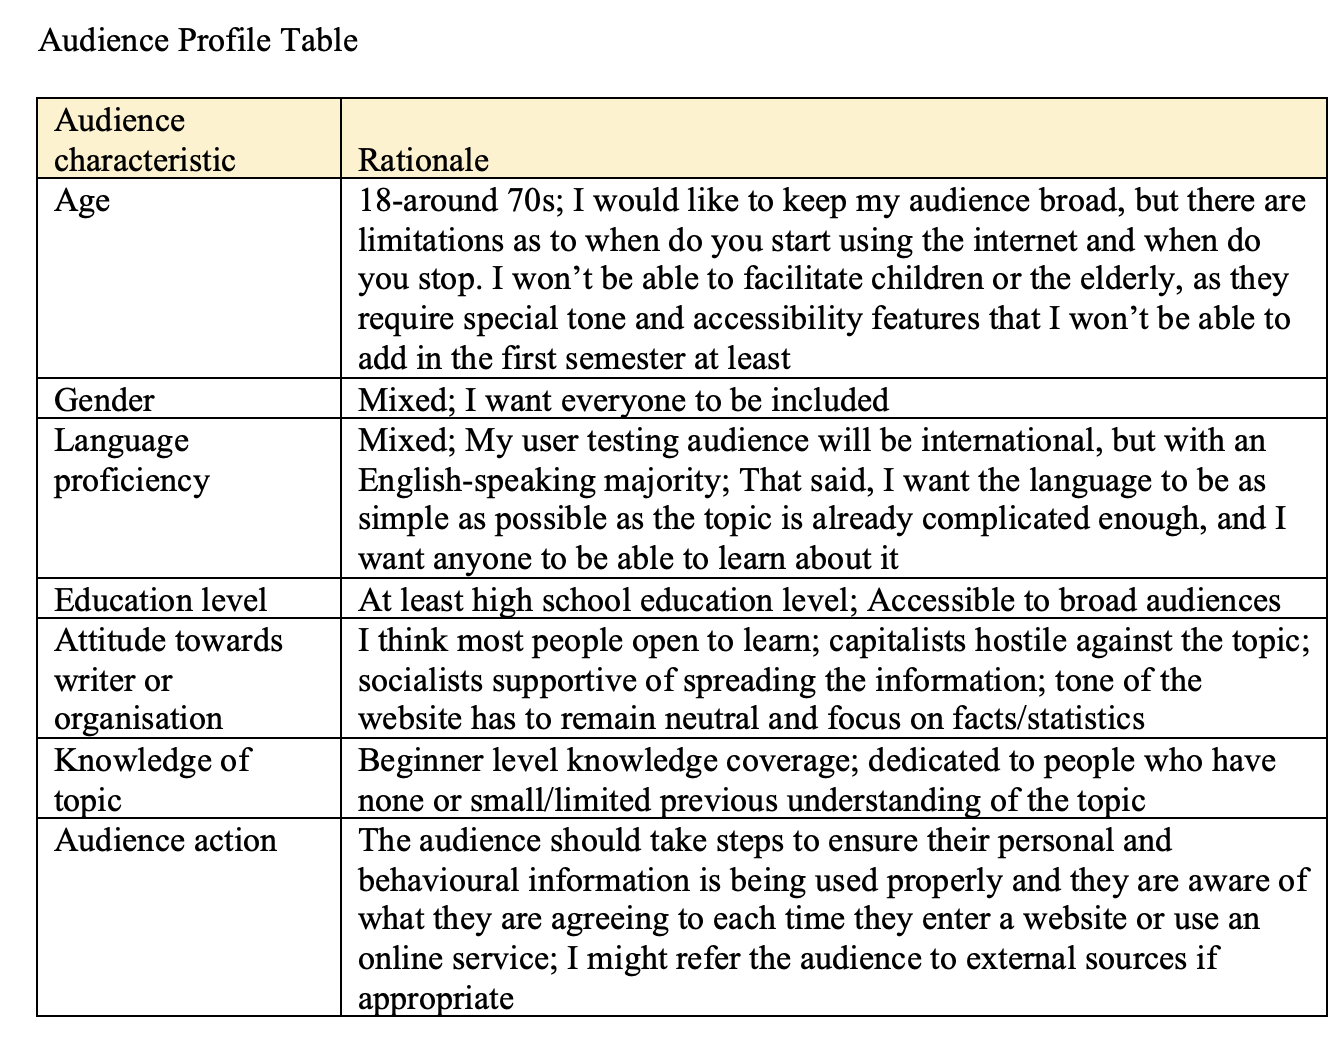 Audience Profile Table
Audience
characteristic
Rationale
Age
18-around 70s; I would like to keep my audience broad, but there are
limitations as to when do you start using the internet and when do
you stop. I won’t be able to facilitate children or the elderly, as they
require special tone and accessibility features that I won’t be able to
add in the first semester at least
Gender
Mixed; I want everyone to be included
Language
proficiency
Mixed; My user testing audience will be international, but with an
English-speaking majority; That said, I want the language to be as
simple as possible as the topic is already complicated enough, and I
want anyone to be able to learn about it
Education level
At least high school education level; Accessible to broad audiences
Attitude towards
writer or
organisation
I think most people open to learn; capitalists hostile against the topic;
socialists supportive of spreading the information; tone of the
website has to remain neutral and focus on facts/statistics
Knowledge of
topic
Beginner level knowledge coverage; dedicated to people who have
none or small/limited previous understanding of the topic
Audience action
The audience should take steps to ensure their personal and
behavioural information is being used properly and they are aware of
what they are agreeing to each time they enter a website or use an
online service; I might refer the audience to external sources if
appropriate